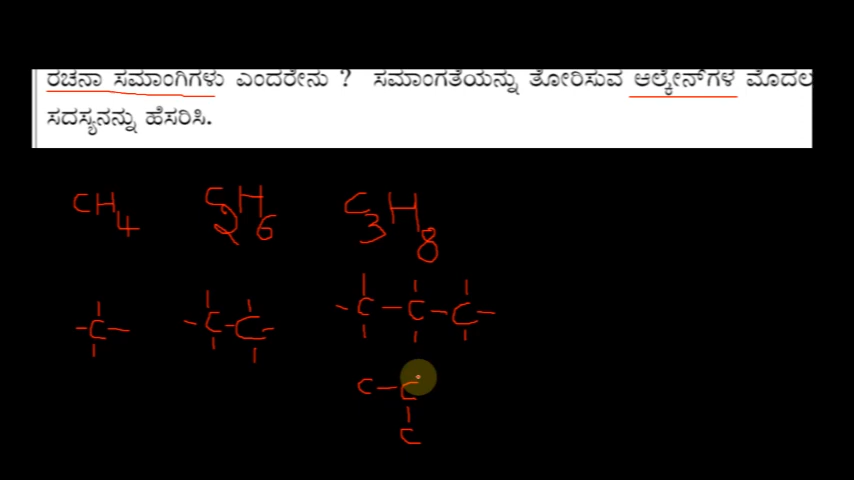 ರಚನಾ ಸಮಾಂಗಿಗಳು ಎಂದರೇನು ? ಸಮಾಂಗತೆಯನ್ನು ತೋರಿಸುವ ಆಲ್ಕೇನ್‌ಗಳ ಮೊದಲ
ಸದಸ್ಯನನ್ನು ಹೆಸರಿಸಿ.
CH4 C2H6 C3H8
-C- -C-C- -C-C-C-
C-C
C